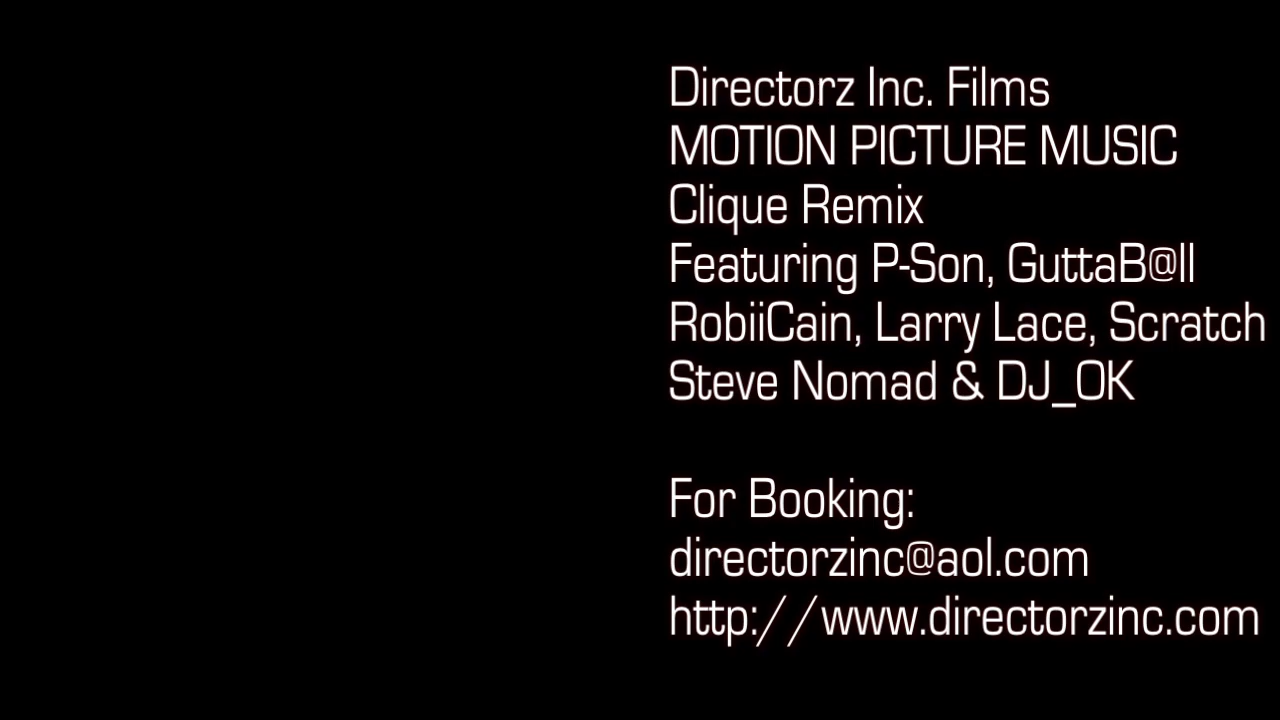 Directorz Inc. Films
MOTION PICTURE MUSIC
Clique Remix
Featuring P-Son, GuttaB@ll
RobiiCain, Larry Lace, Scratch
Steve Nomad & DJ_OK
For Booking:
directorzinc@aol.com
http://www.directorzinc.com